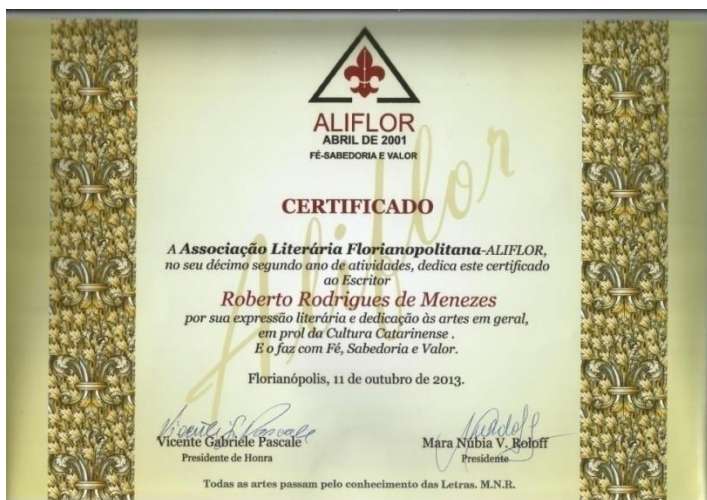 ALIFLOR
ABRIL DE 2001
FÉ-SABEDORIA E VALOR
Aliflor
CERTIFICADO
A Associação Literária Florianopolitana-ALIFLOR,
no seu décimo segundo ano de atividades, dedica este certificado
ao Escritor
Roberto Rodrigues de Menezes
por sua expressão literária e dedicação às artes em geral,
em prol da Cultura Catarinense .
E o faz com Fé, Sabedoria e Valor.
Florianópolis, 11 de outubro de 2013.
Vicente Gabriele Pascale
Presidente de Honra
Mara Núbia V. Roloff
Presidente
Todas as artes passam pelo conhecimento das Letras. M.N.R.